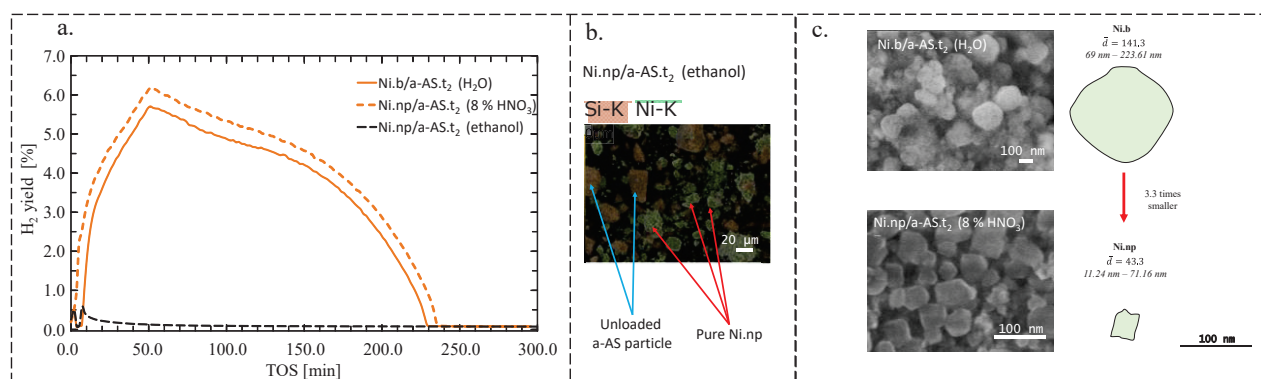 a.
7.0
6.0
5.0
4.0
3.0
2.0
1.0
0.0
H₂ yield [%]
0.0 50.0 100.0 150.0 200.0 250.0 300.0
TOS [min]
Ni.b/a-AS.t₂ (H₂O)
Ni.np/a-AS.t₂ (8 % HNO₃)
Ni.np/a-AS.t₂ (ethanol)
b.
Ni.np/a-AS.t₂ (ethanol)
Si-K Ni-K
20 µm
Unloaded
a-AS particle
Pure Ni.np
c.
Ni.b/a-AS.t₂ (H₂O)
100 nm
Ni.np/a-AS.t₂ (8 % HNO₃)
100 nm
Ni.b
d̄ = 141,3
69 nm – 223.61 nm
3.3 times
smaller
Ni.np
d̄ = 43,3
11.24 nm – 71.16 nm
100 nm